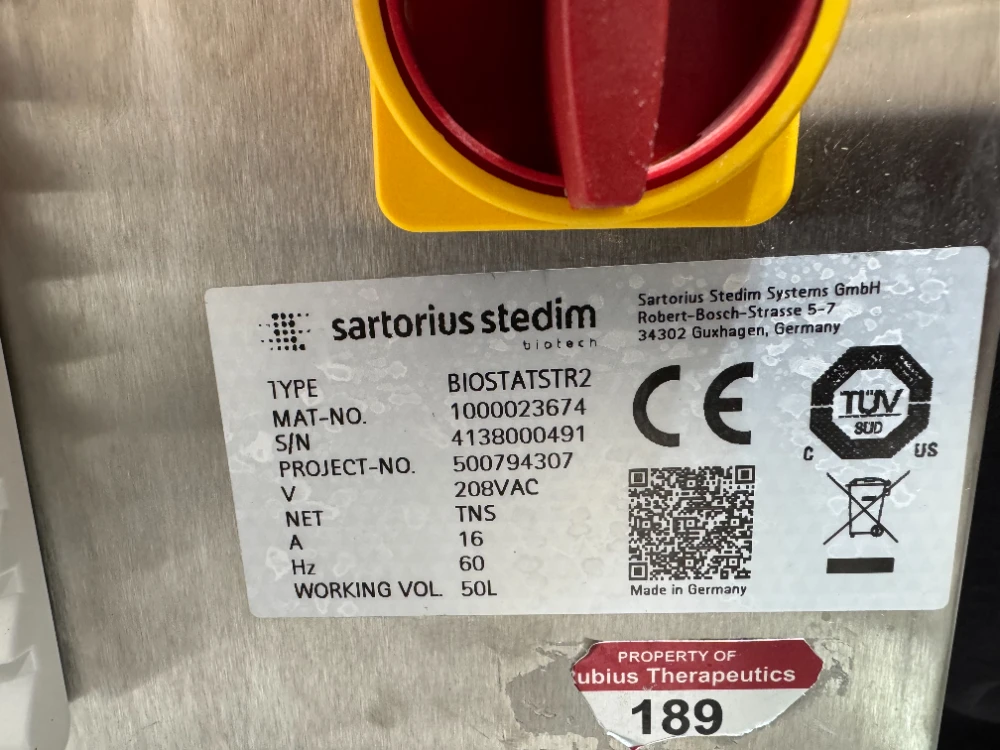 sartorius stedim
biotech
Sartorius Stedim Systems GmbH
Robert-Bosch-Strasse 5-7
34302 Guxhagen, Germany
TYPE BIOSTATSTR2
MAT-NO. 1000023674
S/N 4138000491
PROJECT-NO. 500794307
V 208VAC
NET TNS
A 16
Hz 60
WORKING VOL. 50L
CE
TÜV
SÜD
C US
Made in Germany
PROPERTY OF
ubius Therapeutics
189